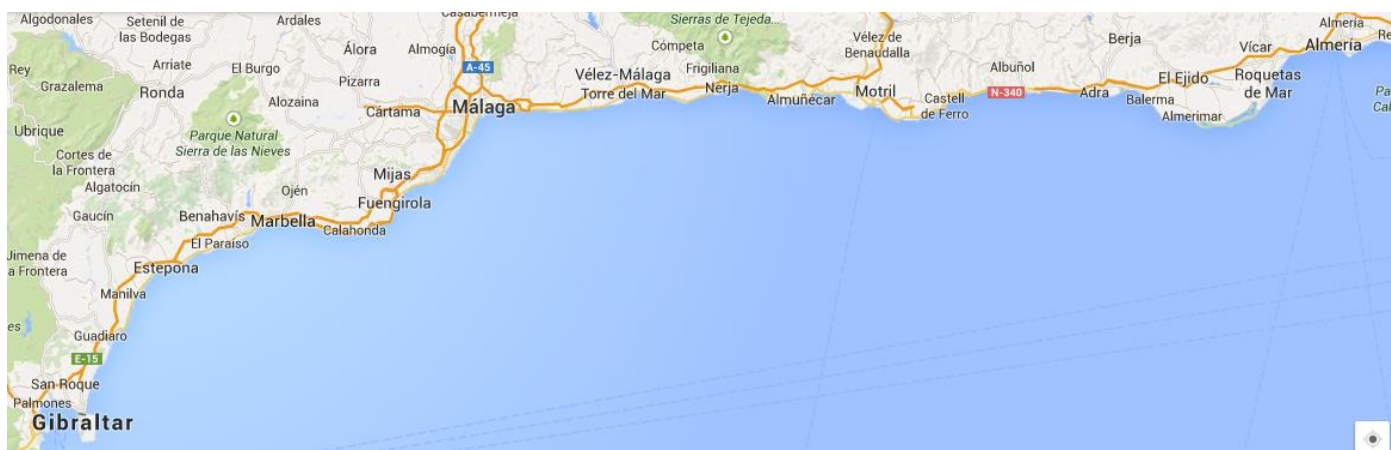 Algodonales
Setenil de
las Bodegas
Ardales
Casabermeja
Sierras de Tejeda...
Almería
Álora
Almogía
Cómpeta
Vélez de
Benaudalla
Berja
Vícar
Almería
Rey
Arriate
El Burgo
A-45
Frigiliana
Albuñol
Grazalema
Ronda
Pizarra
Vélez-Málaga
El Ejido
Roquetas
de Mar
Alozaina
Cártama
Málaga
Torre del Mar
Nerja
Almuñécar
Motril
Castell
de Ferro
N-340
Adra
Balerma
Almerimar
Ubrique
Parque Natural
Sierra de las Nieves
Cortes de
la Frontera
Algatocín
Mijas
Ojén
Fuengirola
Gaucín
Benahavís
Marbella
Calahonda
El Paraíso
Jimena de
la Frontera
Estepona
Manilva
Guadiaro
E-15
San Roque
Palmones
Gibraltar